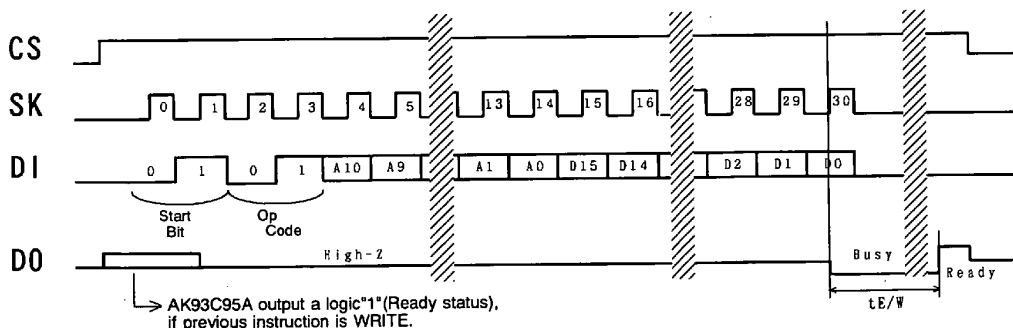 CS
SK 0 1 2 3 4 5 13 14 15 16 28 29 30
DI 0 1 0 1 A10 A9 A1 A0 D15 D14 D2 D1 D0
Start Bit
Op Code
DO High-Z Busy Ready
tE/W
AK93C95A output a logic"1"(Ready status),
if previous instruction is WRITE.